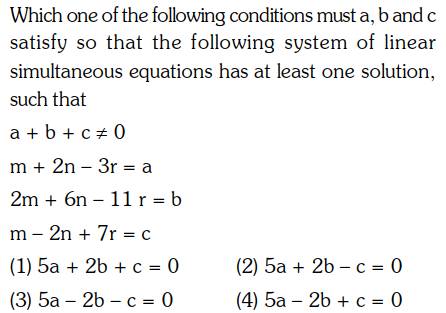 Which one of the following conditions must a, b and c
satisfy so that the following system of linear
simultaneous equations has at least one solution,
such that
a + b + c ≠ 0
m + 2n – 3r = a
2m + 6n – 11 r = b
m – 2n + 7r = c
(1) 5a + 2b + c = 0 (2) 5a + 2b – c = 0
(3) 5a – 2b – c = 0 (4) 5a – 2b + c = 0